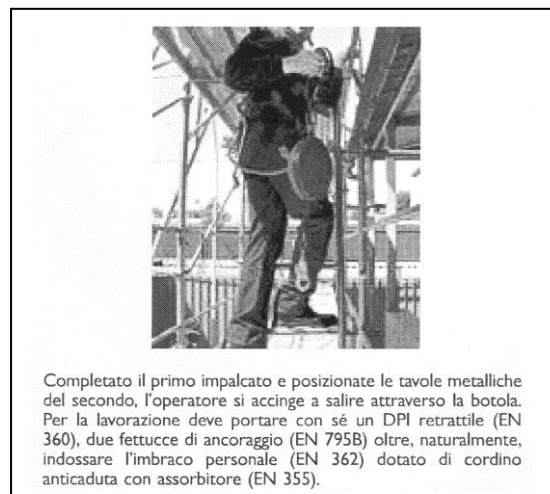 Completato il primo impalcato e posizionate le tavole metalliche
del secondo, l'operatore si accinge a salire attraverso la botola.
Per la lavorazione deve portare con sé un DPI retrattile (EN
360), due fettucce di ancoraggio (EN 795B) oltre, naturalmente,
indossare l'imbraco personale (EN 362) dotato di cordino
anticaduta con assorbitore (EN 355).